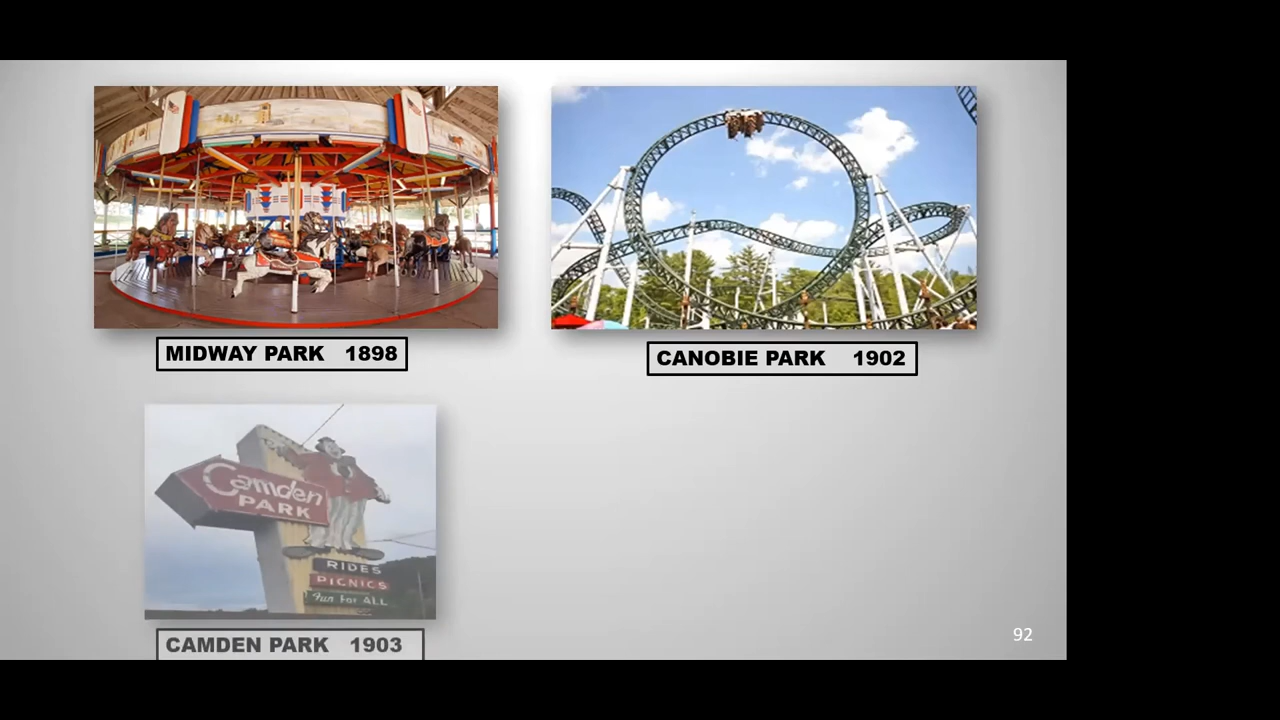 MIDWAY PARK 1898
CANOBIE PARK 1902
Camden
PARK
RIDES
PICNICS
Fun for ALL
CAMDEN PARK 1903
92